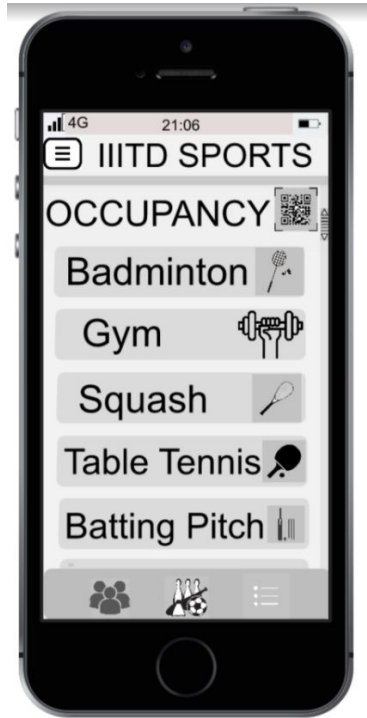 4G 21:06
IIITD SPORTS
OCCUPANCY
Badminton
Gym
Squash
Table Tennis
Batting Pitch